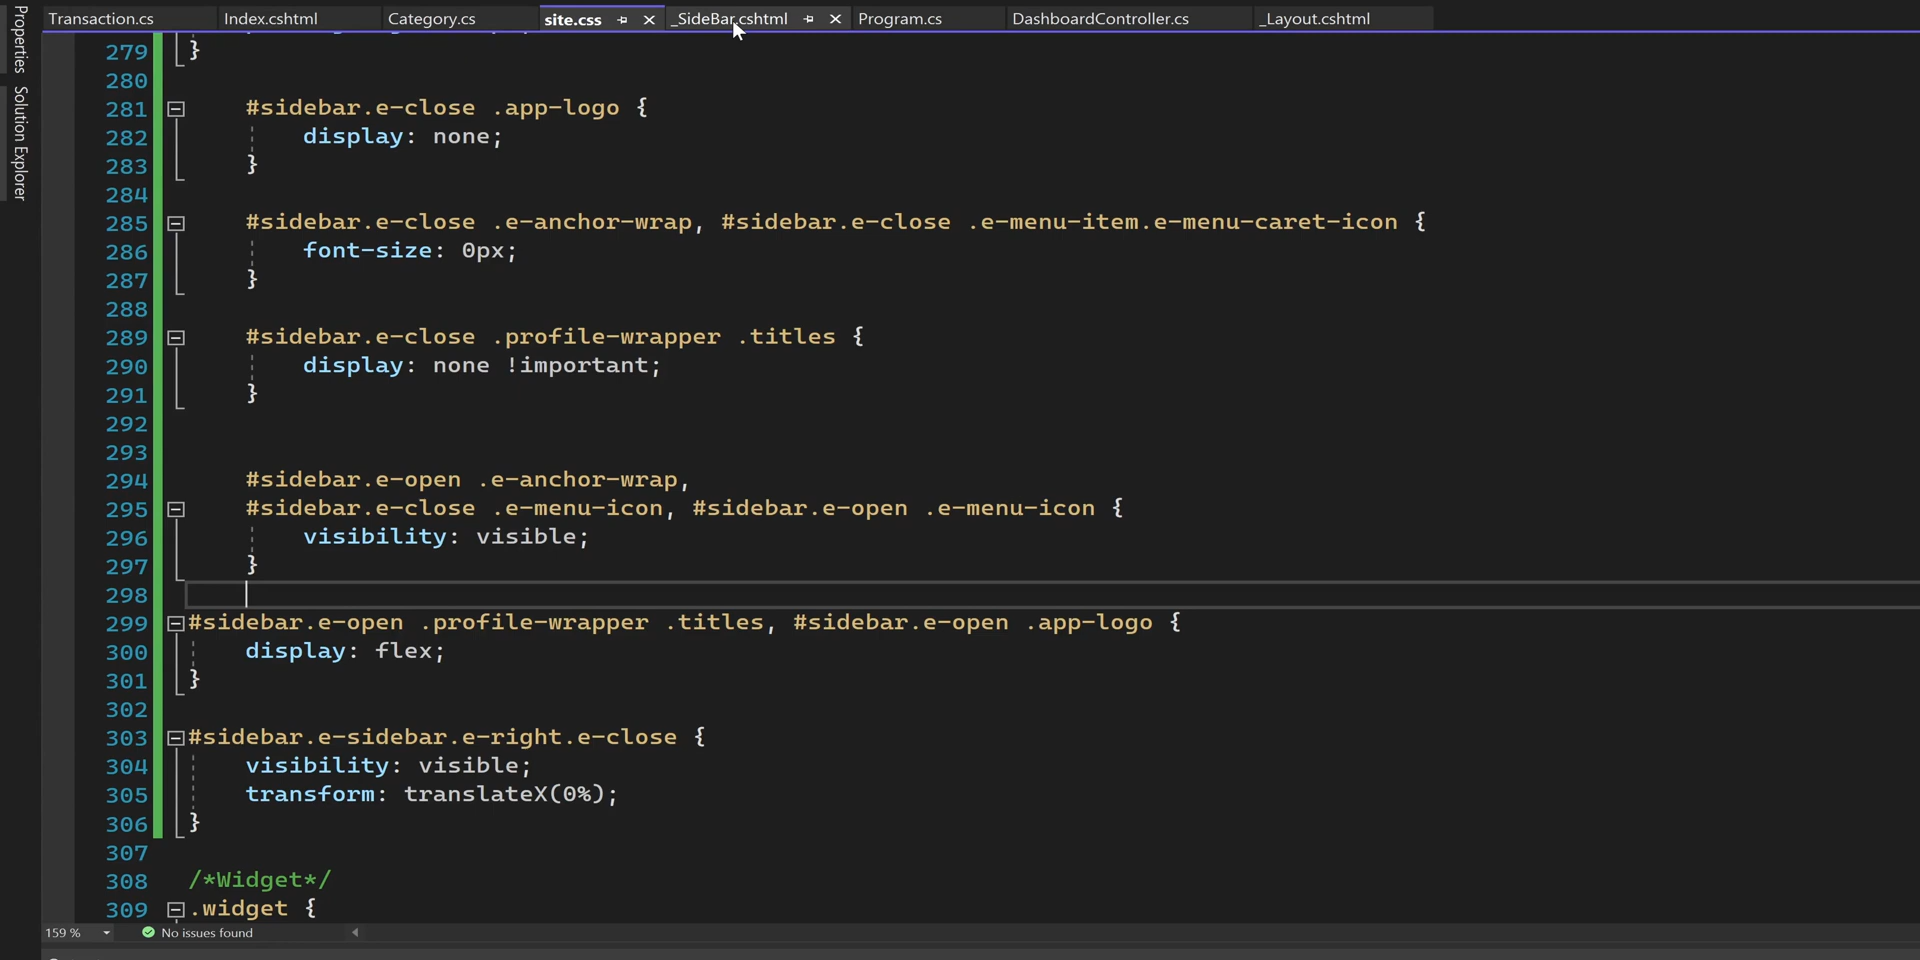 Transaction.cs Index.cshtml Category.cs site.css _SideBar.cshtml Program.cs DashboardController.cs _Layout.cshtml
Properties
Solution Explorer
279 }
280
281 #sidebar.e-close .app-logo {
282 display: none;
283 }
284
285 #sidebar.e-close .e-anchor-wrap, #sidebar.e-close .e-menu-item.e-menu-caret-icon {
286 font-size: 0px;
287 }
288
289 #sidebar.e-close .profile-wrapper .titles {
290 display: none !important;
291 }
292
293
294 #sidebar.e-open .e-anchor-wrap,
295 #sidebar.e-close .e-menu-icon, #sidebar.e-open .e-menu-icon {
296 visibility: visible;
297 }
298
299 #sidebar.e-open .profile-wrapper .titles, #sidebar.e-open .app-logo {
300 display: flex;
301 }
302
303 #sidebar.e-sidebar.e-right.e-close {
304 visibility: visible;
305 transform: translateX(0%);
306 }
307
308 /*Widget*/
309 .widget {
159 % No issues found